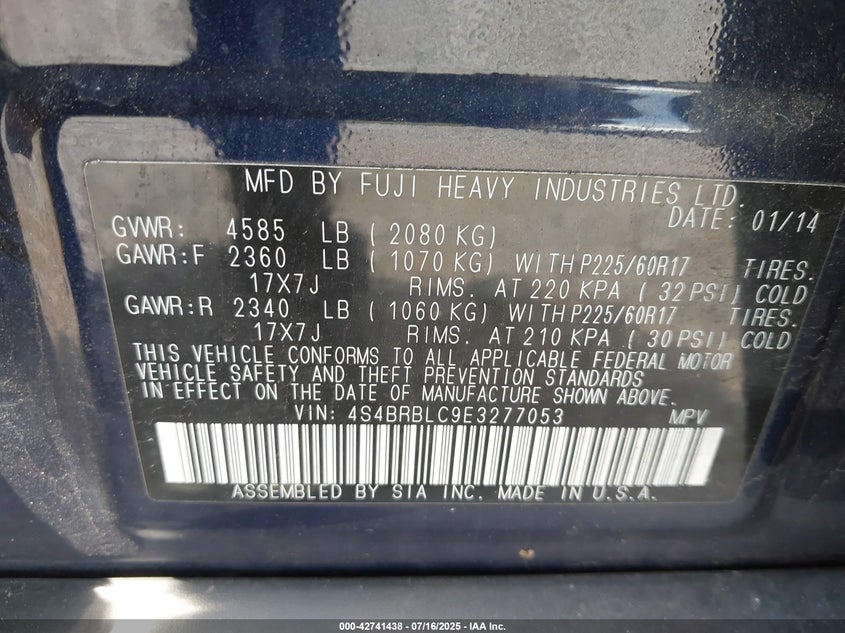 MFD BY FUJI HEAVY INDUSTRIES LTD.
DATE: 01/14
GVWR: 4585 LB ( 2080 KG)
GAWR:F 2360 LB ( 1070 KG) WITH P225/60R17 TIRES.
17X7J RIMS. AT 220 KPA ( 32 PSI) COLD
GAWR:R 2340 LB ( 1060 KG) WITH P225/60R17 TIRES.
17X7J RIMS. AT 210 KPA ( 30 PSI) COLD
THIS VEHICLE CONFORMS TO ALL APPLICABLE FEDERAL MOTOR
VEHICLE SAFETY AND THEFT PREVENTION STANDARDS
IN EFFECT ON THE DATE OF MANUFACTURE SHOWN ABOVE.
VIN: 4S4BRBLC9E3277053 MPV
ASSEMBLED BY SIA INC. MADE IN U.S.A.
000-42741438 - 07/16/2025 - IAA Inc.